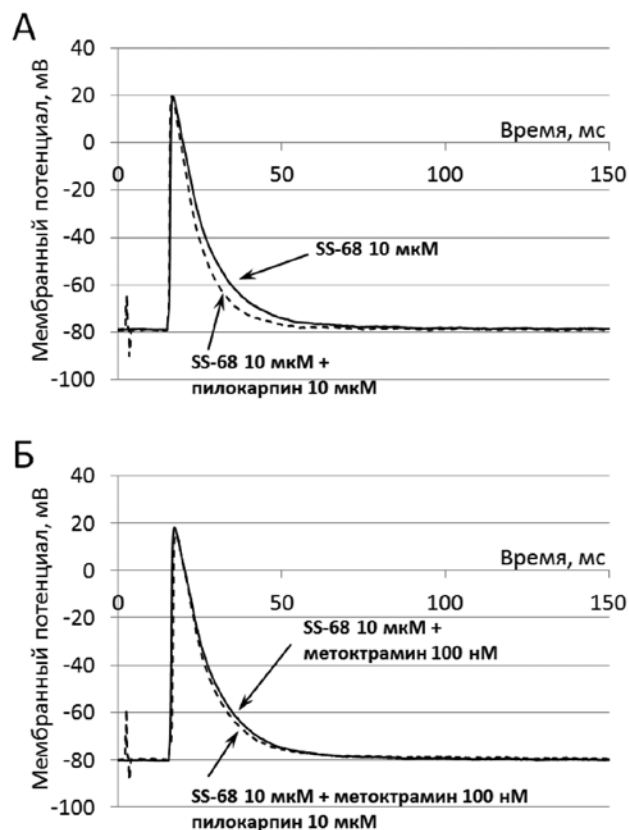 А
40
20
0
-20
-40
-60
-80
-100
0
50
100
150
Мембранный потенциал, мВ
Время, мс
SS-68 10 мкМ
SS-68 10 мкМ +
пилокарпин 10 мкМ
Б
40
20
0
-20
-40
-60
-80
-100
0
50
100
150
Мембранный потенциал, мВ
Время, мс
SS-68 10 мкМ +
метоктрамин 100 нМ
SS-68 10 мкМ + метоктрамин 100 нМ
пилокарпин 10 мкМ